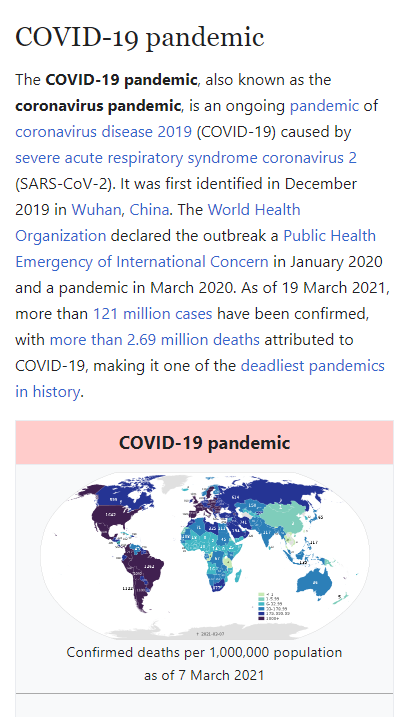 COVID-19 pandemic
The COVID-19 pandemic, also known as the
coronavirus pandemic, is an ongoing pandemic of
coronavirus disease 2019 (COVID-19) caused by
severe acute respiratory syndrome coronavirus 2
(SARS-CoV-2). It was first identified in December
2019 in Wuhan, China. The World Health
Organization declared the outbreak a Public Health
Emergency of International Concern in January 2020
and a pandemic in March 2020. As of 19 March 2021,
more than 121 million cases have been confirmed,
with more than 2.69 million deaths attributed to
COVID-19, making it one of the deadliest pandemics
in history.
COVID-19 pandemic
Confirmed deaths per 1,000,000 population
as of 7 March 2021